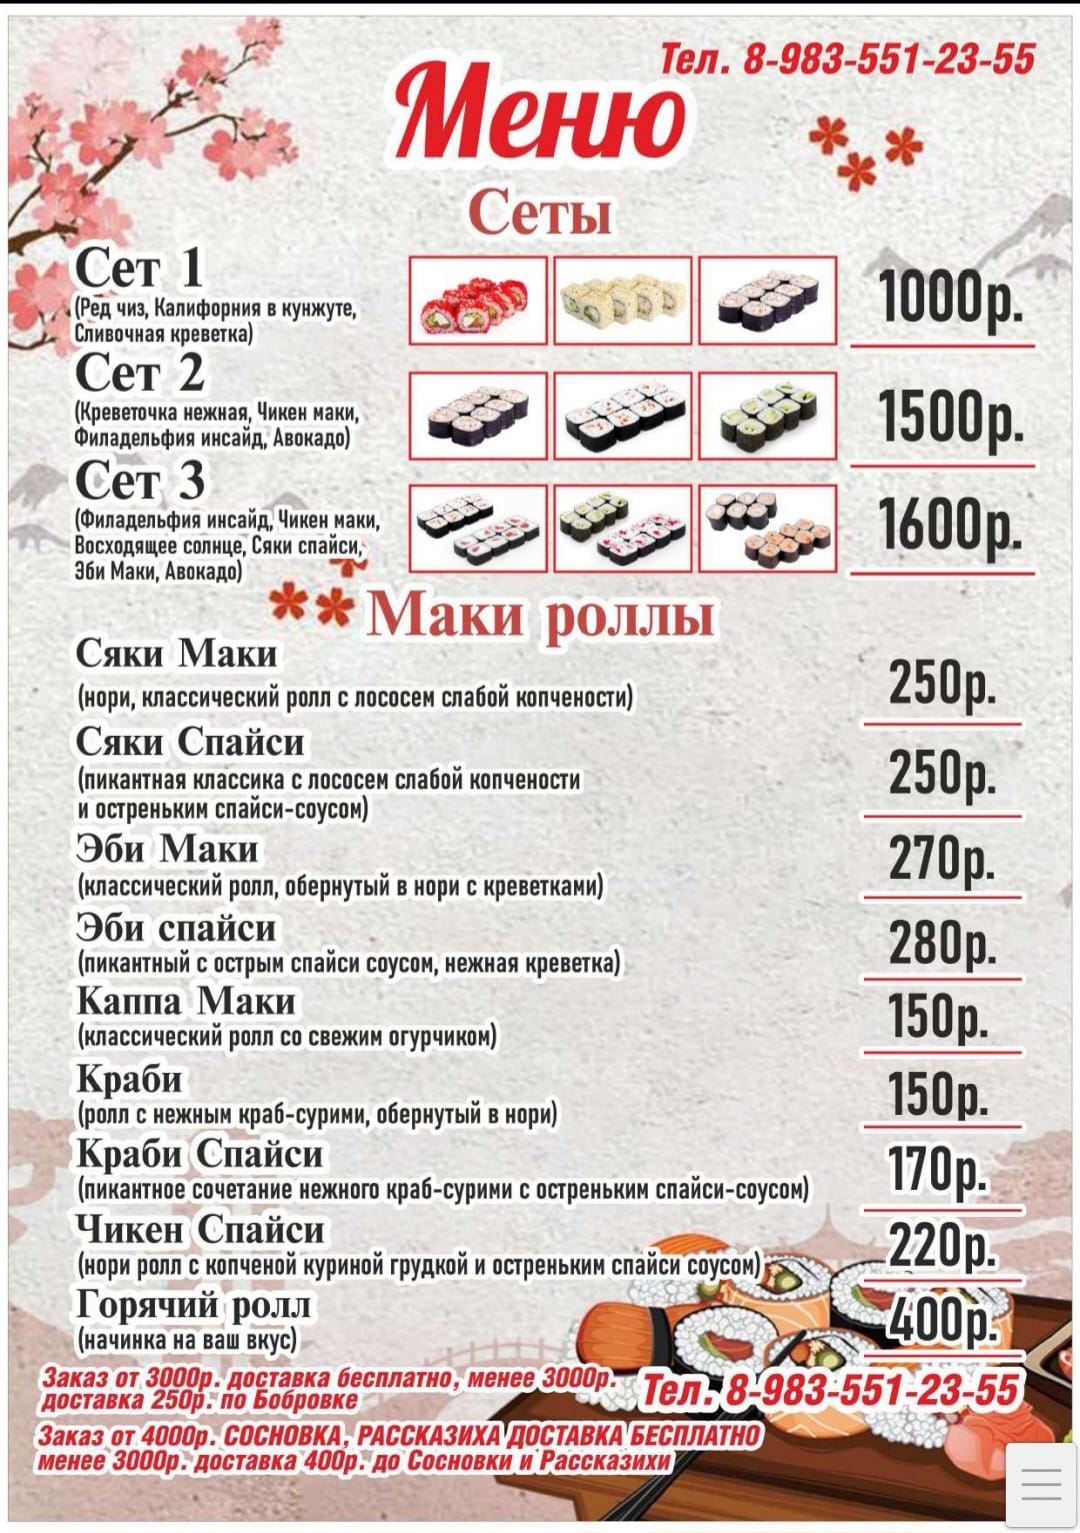 Тел. 8-983-551-23-55
Меню
Сеты
Сет 1
(Ред чиз, Калифорния в кунжуте,
Сливочная креветка)
1000р.
Сет 2
(Креветочка нежная, Чикен маки,
Филадельфия инсайд, Авокадо)
1500р.
Сет 3
(Филадельфия инсайд, Чикен маки,
Восходящее солнце, Сяки спайси,
Эби Маки, Авокадо)
1600р.
Маки роллы
Сяки Маки
(нори, классический ролл с лососем слабой копчености)
250р.
Сяки Спайси
(пикантная классика с лососем слабой копчености
и остреньким спайси-соусом)
250р.
Эби Маки
(классический ролл, обернутый в нори с креветками)
270р.
Эби спайси
(пикантный с острым спайси соусом, нежная креветка)
280р.
Каппа Маки
(классический ролл со свежим огурчиком)
150р.
Краби
(ролл с нежным краб-сурими, обернутый в нори)
150р.
Краби Спайси
(пикантное сочетание нежного краб-сурими с остреньким спайси-соусом)
170р.
Чикен Спайси
(нори ролл с копченой куриной грудкой и остреньким спайси соусом)
220р.
Горячий ролл
(начинка на ваш вкус)
400р.
Заказ от 3000р. доставка бесплатно, менее 3000р.
доставка 250р. по Бобровке
Тел. 8-983-551-23-55
Заказ от 4000р. СОСНОВКА, РАССКАЗИХА ДОСТАВКА БЕСПЛАТНО
менее 3000р. доставка 400р. до Сосновки и Рассказихи